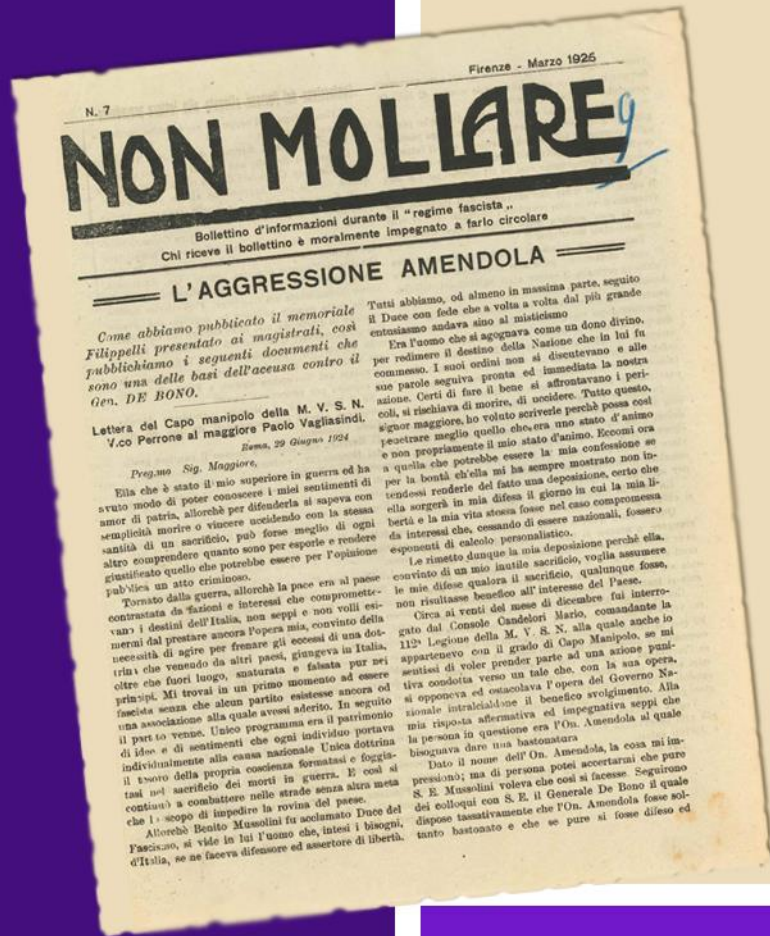 Firenze - Marzo 1925
N. 7
NON MOLLARE
9
Bollettino d'informazioni durante il "regime fascista „
Chi riceve il bollettino è moralmente impegnato a farlo circolare
L'AGGRESSIONE AMENDOLA
Come abbiamo pubblicato il memoriale
Filippelli presentato ai magistrati, così
pubblichiamo i seguenti documenti che
sono una delle basi dell'accusa contro il
Gen. DE BONO.
Lettera del Capo manipolo della M. V. S. N.
V.co Perrone al maggiore Paolo Vagliasindi.
Roma, 29 Giugno 1924
Preg.mo Sig. Maggiore,
Ella che è stato il mio superiore in guerra ed ha
avuto modo di poter conoscere i miei sentimenti di
amor di patria, allorchè per difenderla si sapeva con
semplicità morire o vincere uccidendo con la stessa
santità di un sacrificio, può forse meglio di ogni
altro comprendere quanto sono per esporle e rendere
giustificato quello che potrebbe essere per l'opinione
pubblica un atto criminoso.
Tornato dalla guerra, allorchè la pace era al paese
contrastata da fazioni e interessi che compromette-
vano i destini dell'Italia, non seppi e non volli esi-
mermi dal prestare ancora l'opera mia, convinto della
necessità di agire per frenare gli eccessi di una dot-
trina che venendo da altri paesi, giungeva in Italia,
oltre che fuori luogo, snaturata e falsata pur nei
principi. Mi trovai in un primo momento ad essere
fascista senza che alcun partito esistesse ancora od
una associazione alla quale avessi aderito. In seguito
il partito venne. Unico programma era il patrimonio
di idee e di sentimenti che ogni individuo portava
individualmente alla causa nazionale Unica dottrina
il tesoro della propria coscienza formatasi e foggia-
tasi nel sacrificio dei morti in guerra. E così si
continuò a combattere nelle strade senza altra meta
che lo scopo di impedire la rovina del paese.
Allorchè Benito Mussolini fu acclamato Duce del
Fascismo, si vide in lui l'uomo che, intesi i bisogni,
d'Italia, se ne faceva difensore ed assertore di libertà.
Tutsi abbiamo, od almeno in massima parte, seguito
il Duce con fede che a volta a volta dal più grande
entusiasmo andava sino al misticismo
Era l'uomo che si agognava come un dono divino,
per redimere il destino della Nazione che in lui fu
commesso. I suoi ordini non si discutevano e alle
sue parole seguiva pronta ed immediata la nostra
azione. Certi di fare il bene si affrontavano i peri-
coli, si rischiava di morire, di uccidere. Tutto questo,
signor maggiore, ho voluto scriverle perchè possa così
penetrare meglio quello che era uno stato d'animo
e non propriamente il mio stato d'animo. Eccomi ora
a quella che potrebbe essere la mia confessione se
per la bontà ch'ella mi ha sempre mostrato non in-
tendessi renderle del fatto una deposizione, certo che
ella sorgerà in mia difesa il giorno in cui la mia li-
bertà e la mia vita stessa fosse nel caso compromessa
da interessi che, cessando di essere nazionali, fossero
esponenti di calcolo personalistico.
Le rimetto dunque la mia deposizione perchè ella,
convinto di un mio inutile sacrificio, voglia assumere
le mie difese qualora il sacrificio, qualunque fosse,
non risultasse benefico all'interesse del Paese.
Circa ai venti del mese di dicembre fui interro-
gato dal Console Candelori Mario, comandante la
112ª Legione della M. V. S. N. alla quale anche io
appartenevo con il grado di Capo Manipolo, se mi
sentissi di voler prender parte ad una azione puni-
tiva condotta verso un tale che, con la sua opera,
si opponeva ed ostacolava l'opera del Governo Na-
zionale intralciandone il benefico svolgimento. Alla
mia risposta affermativa ed impegnativa seppi che
la persona in questione era l'On. Amendola al quale
bisognava dare una bastonatura
Dato il nome dell'On. Amendola, la cosa mi im-
pressionò; ma di persona potei accertarmi che pure
S. E. Mussolini voleva che così si facesse. Seguirono
dei colloqui con S. E. il Generale De Bono il quale
dispose tassativamente che l'On. Amendola fosse sol-
tanto bastonato e che se pure si fosse difeso ed